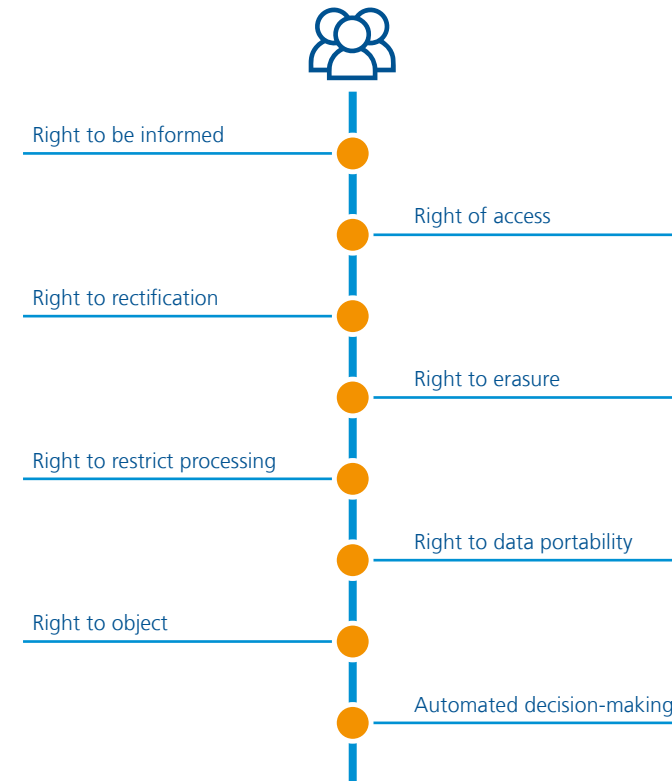 Right to be informed
Right of access
Right to rectification
Right to erasure
Right to restrict processing
Right to data portability
Right to object
Automated decision-making